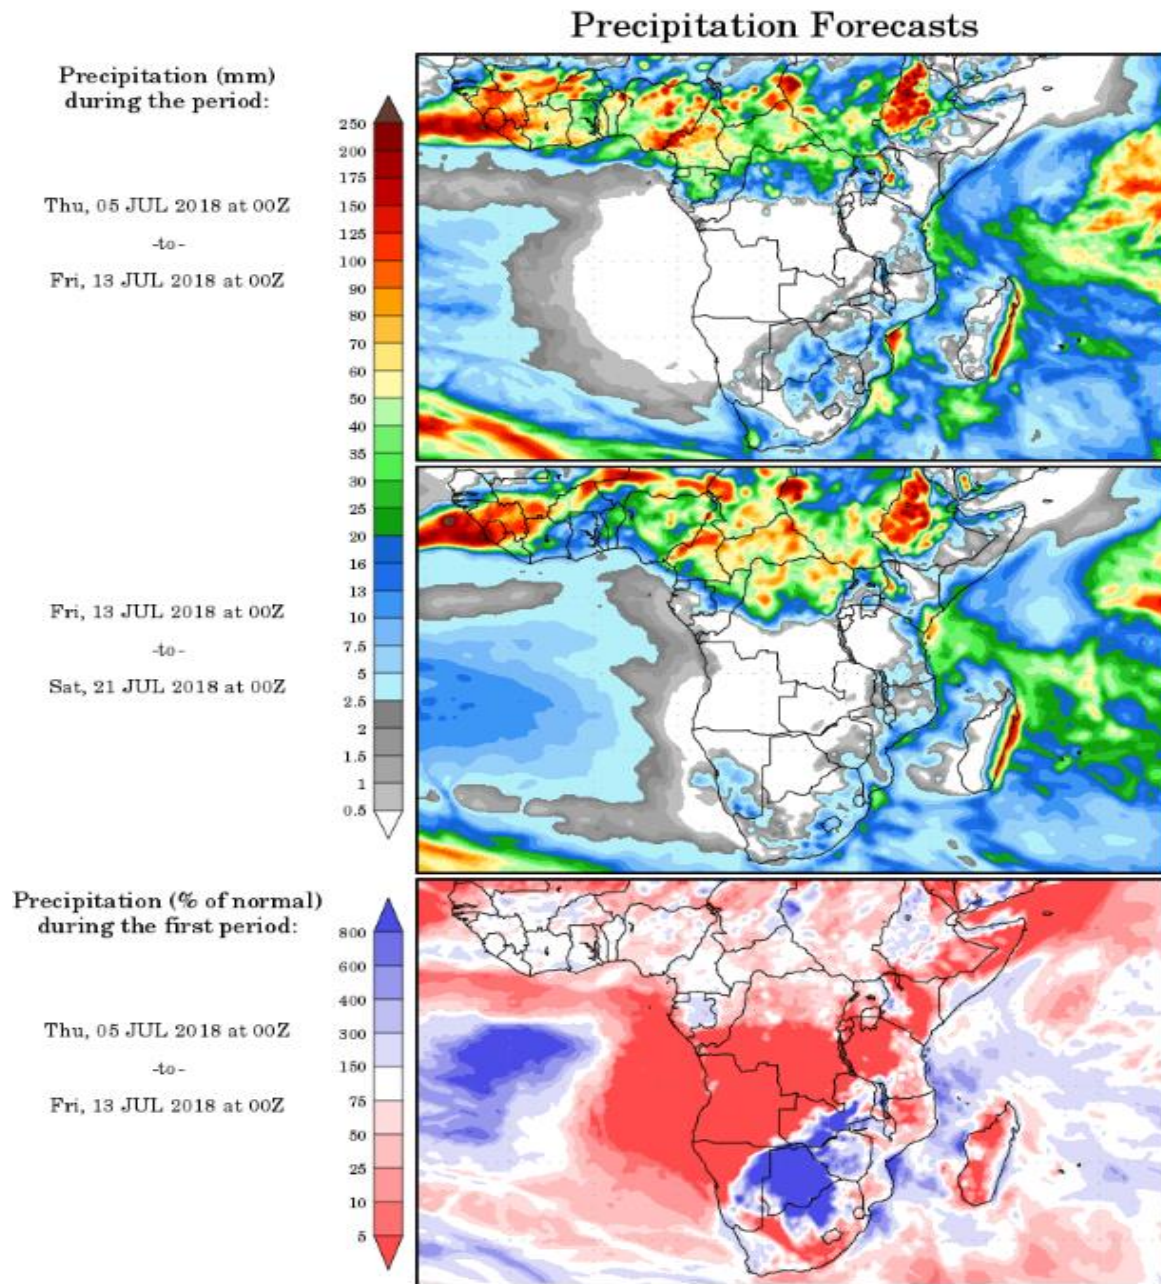 Precipitation Forecasts
Precipitation (mm)
during the period:
Thu, 05 JUL 2018 at 00Z
-to-
Fri, 13 JUL 2018 at 00Z
250
200
175
150
125
100
90
80
70
60
50
40
35
30
25
20
16
13
10
7.5
5
2.5
2
1.5
1
0.5
Fri, 13 JUL 2018 at 00Z
-to-
Sat, 21 JUL 2018 at 00Z
Precipitation (% of normal)
during the first period:
Thu, 05 JUL 2018 at 00Z
-to-
Fri, 13 JUL 2018 at 00Z
800
600
400
300
150
75
50
25
10
5